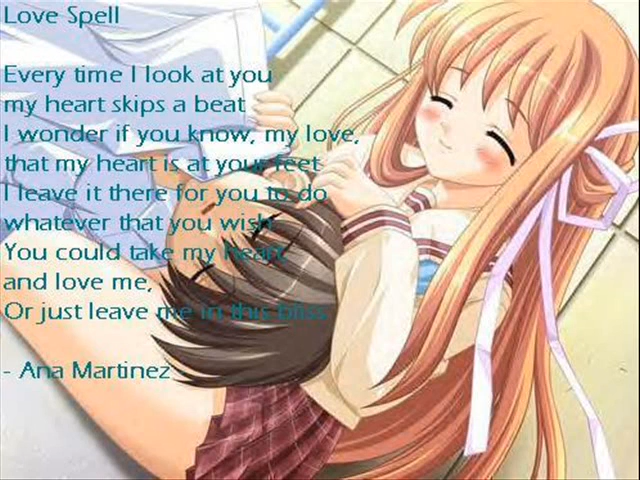 Love Spell
Every time I look at you
my heart skips a beat
I wonder if you know, my love,
that my heart is at your feet
I leave it there for you to do
whatever that you wish
You could take my heart
and love me,
Or just leave me in this bliss
- Ana Martinez